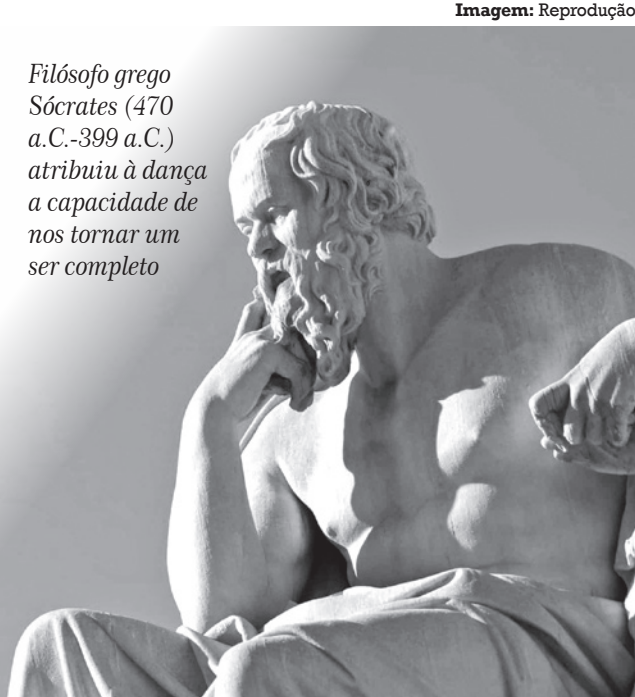 Imagem: Reprodução
Filósofo grego
Sócrates (470
a.C.-399 a.C.)
atribuiu à dança
a capacidade de
nos tornar um
ser completo